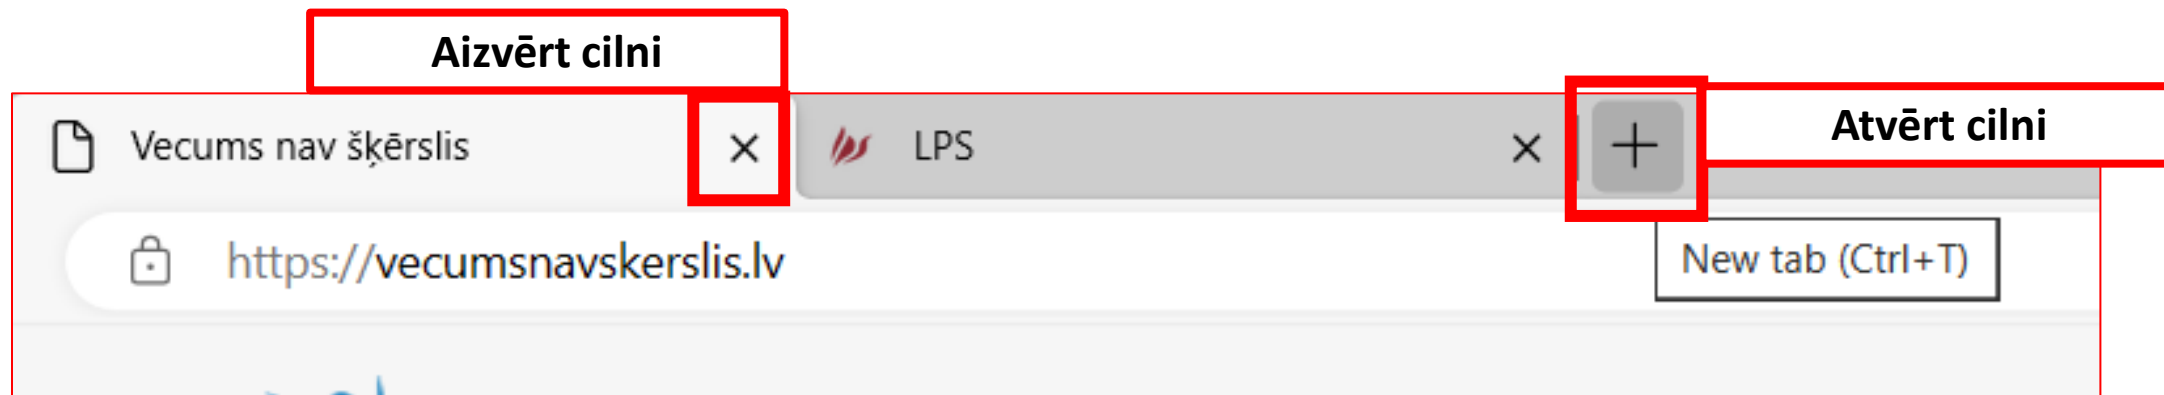 Aizvērt cilni
Atvērt cilni
Vecums nav šķērslis
LPS
https://vecumsnavskerslis.lv
New tab (Ctrl+T)